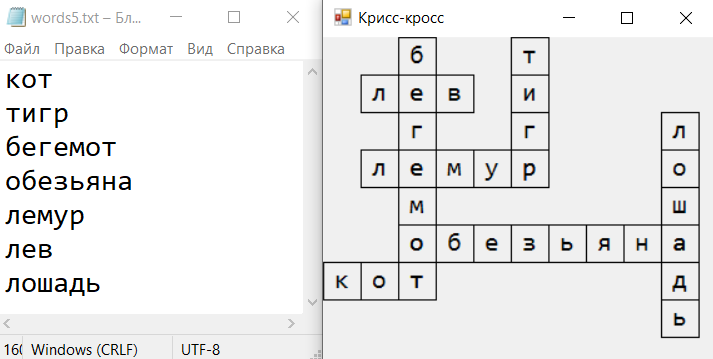 words5.txt – Бл...
Файл Правка Формат Вид Справка
кот
тигр
бегемот
обезьяна
лемур
лев
лошадь
160 Windows (CRLF) UTF-8
Крисс-кросс
б т
л е в и
г г л
л е м у р о
м ш
о б е з ь я н а
к о т д
ь